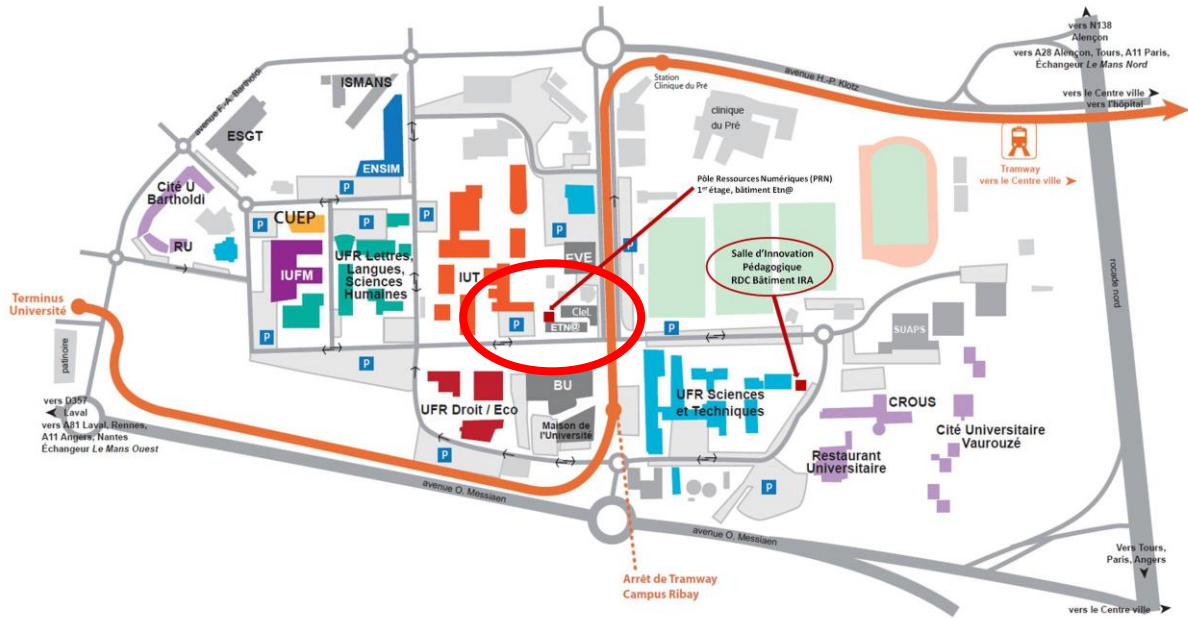 vers N138
Alençon
vers A28 Alençon, Tours, A11 Paris,
Échangeur Le Mans Nord
avenue H.-P. Klotz
vers le Centre ville
vers l'hôpital
Station
Clinique du Pré
clinique
du Pré
Tramway
vers le Centre ville
avenue F.-A. Bartholdi
ISMANS
ESGT
ENSIM
Cité U
Bartholdi
RU
P
CUEP
P
P
P
IUFM
UFR Lettres,
Langues,
Sciences
Humaines
IUT
EVE
Pôle Ressources Numériques (PRN)
1er étage, bâtiment Etn@
Salle d'Innovation
Pédagogique
RDC Bâtiment IRA
rocade nord
Terminus
Université
P
P
P
P
Ciel.
ETN@
P
SUAPS
patinoire
vers D357
Laval
vers A81 Laval, Rennes,
A11 Angers, Nantes
Échangeur Le Mans Ouest
UFR Droit / Eco
BU
Maison de
l'Université
UFR Sciences
et Techniques
CROUS
Cité Universitaire
Vaurouzé
Restaurant
Universitaire
P
P
avenue O. Messiaen
avenue O. Messiaen
Arrêt de Tramway
Campus Ribay
Vers Tours,
Paris, Angers
vers le Centre ville